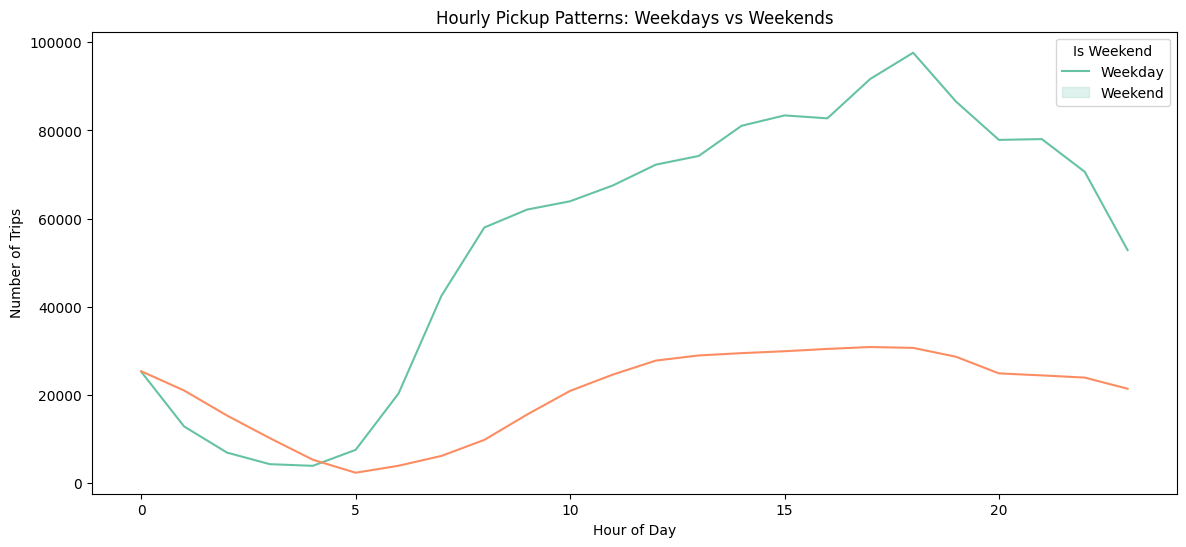 Hourly Pickup Patterns: Weekdays vs Weekends
Is Weekend
Weekday
Weekend
Number of Trips
100000
80000
60000
40000
20000
0
0 5 10 15 20
Hour of Day